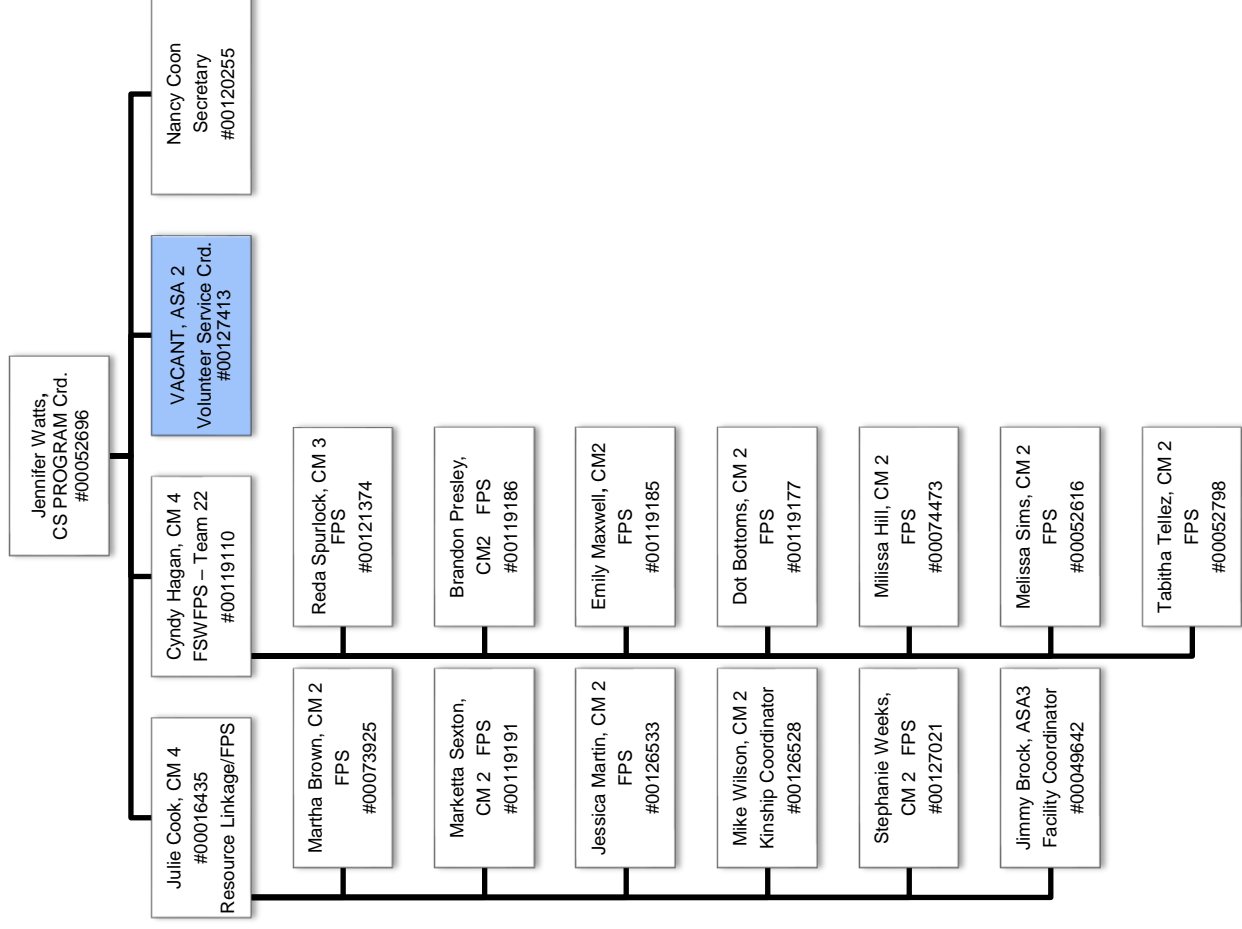 Jennifer Watts,
CS PROGRAM Crd.
#00052696
Julie Cook, CM 4
#00016435
Resource Linkage/FPS
Cyndy Hagan, CM 4
FSWFPS – Team 22
#00119110
VACANT, ASA 2
Volunteer Service Crd.
#00127413
Nancy Coon
Secretary
#00120255
Martha Brown, CM 2
FPS
#00073925
Marketta Sexton,
CM 2 FPS
#00119191
Jessica Martin, CM 2
FPS
#00126533
Mike Wilson, CM 2
Kinship Coordinator
#00126528
Stephanie Weeks,
CM 2 FPS
#00127021
Jimmy Brock, ASA3
Facility Coordinator
#00049642
Reda Spurlock, CM 3
FPS
#00121374
Brandon Presley,
CM2 FPS
#00119186
Emily Maxwell, CM2
FPS
#00119185
Dot Bottoms, CM 2
FPS
#00119177
Milissa Hill, CM 2
FPS
#00074473
Melissa Sims, CM 2
FPS
#00052616
Tabitha Tellez, CM 2
FPS
#00052798